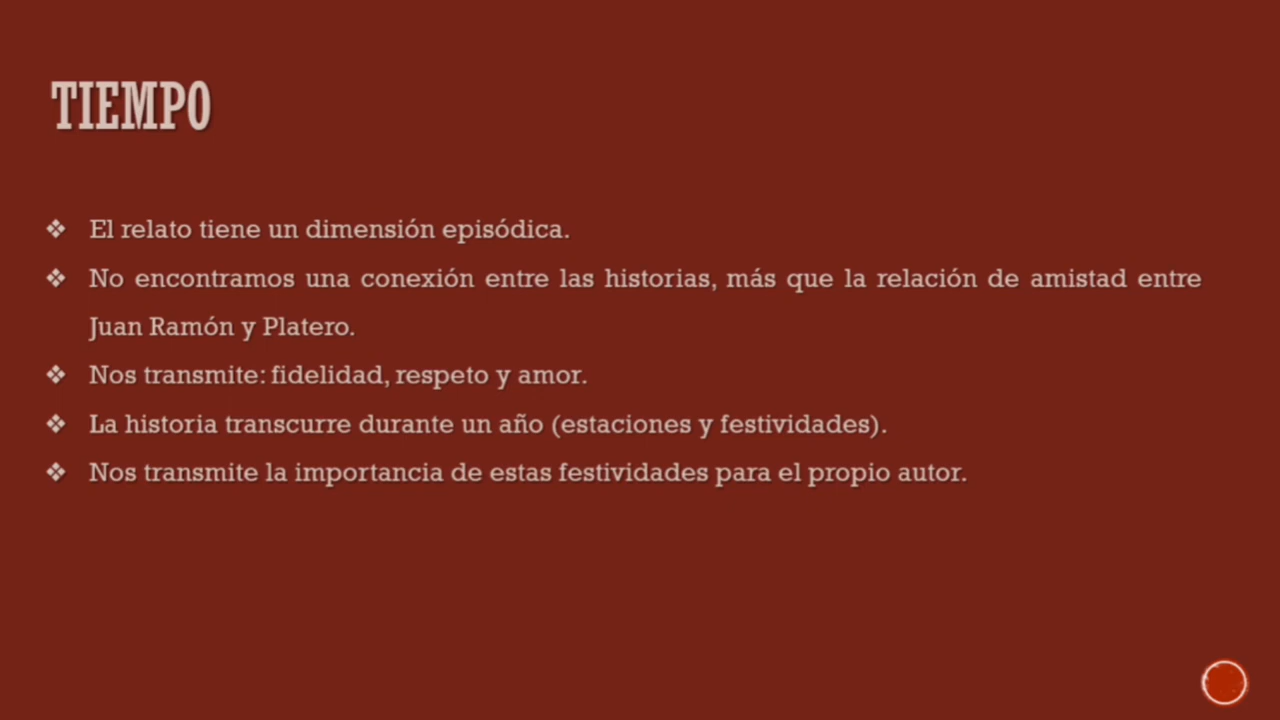 TIEMPO
❖ El relato tiene un dimensión episódica.
❖ No encontramos una conexión entre las historias, más que la relación de amistad entre
Juan Ramón y Platero.
❖ Nos transmite: fidelidad, respeto y amor.
❖ La historia transcurre durante un año (estaciones y festividades).
❖ Nos transmite la importancia de estas festividades para el propio autor.